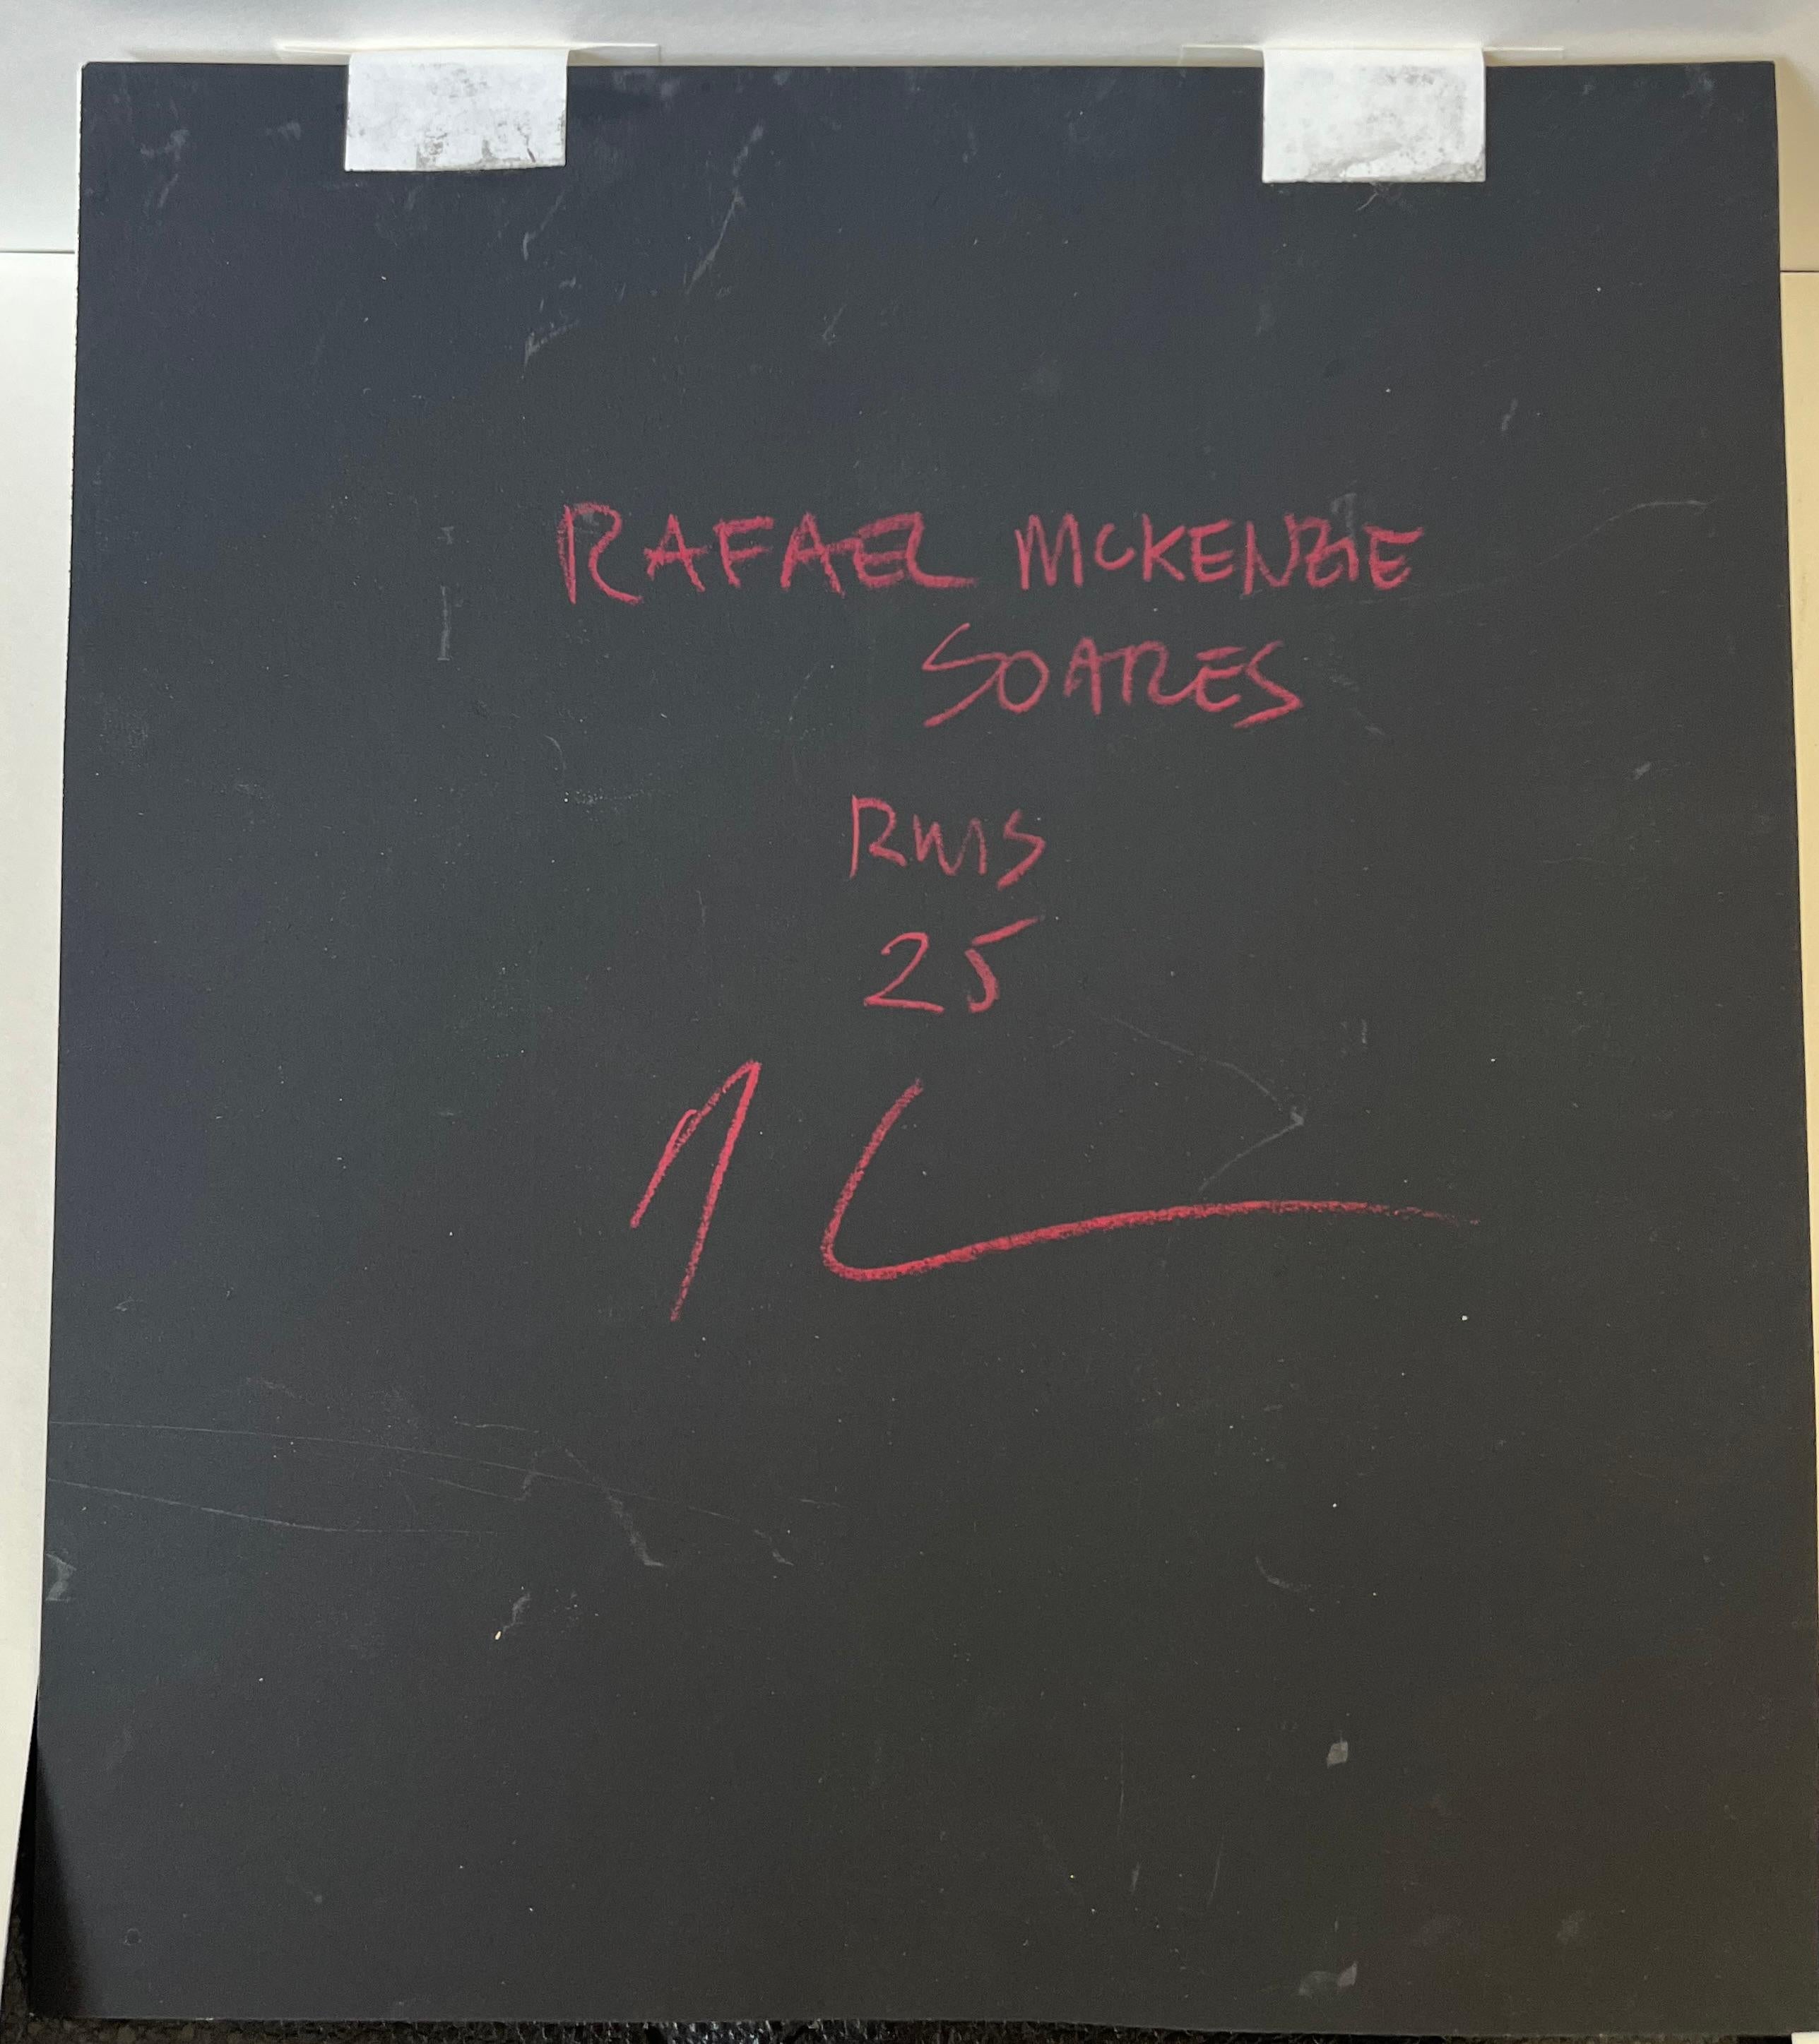 RAFAEL MCKENZIE
SOARES
RMS
25